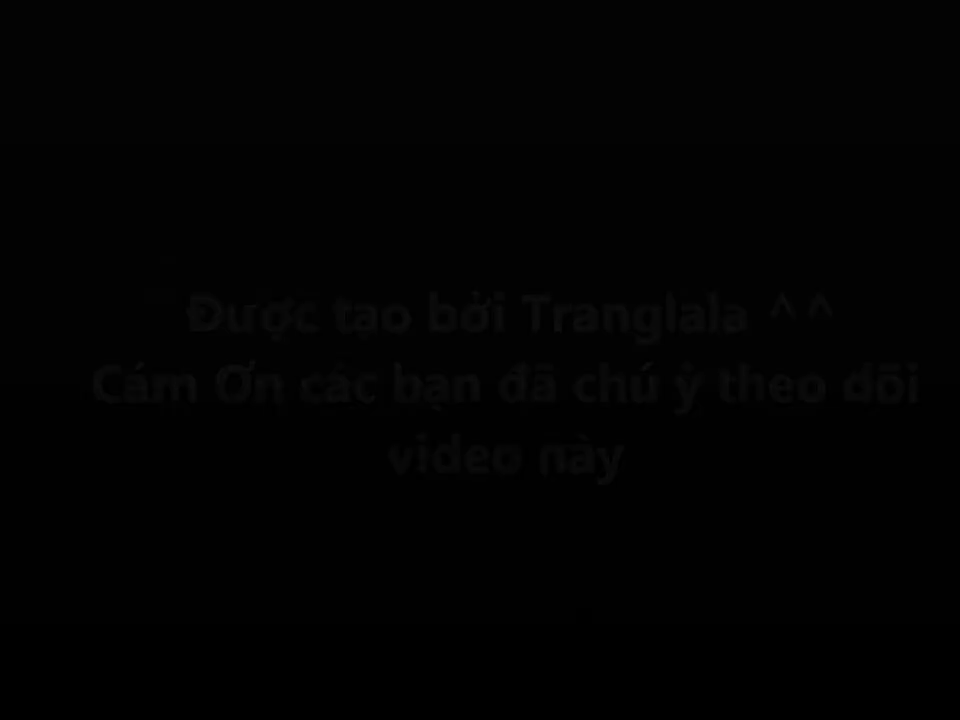 Được tạo bởi Tranglala ^ ^
Cám Ơn các bạn đã chú ý theo dõi
video này